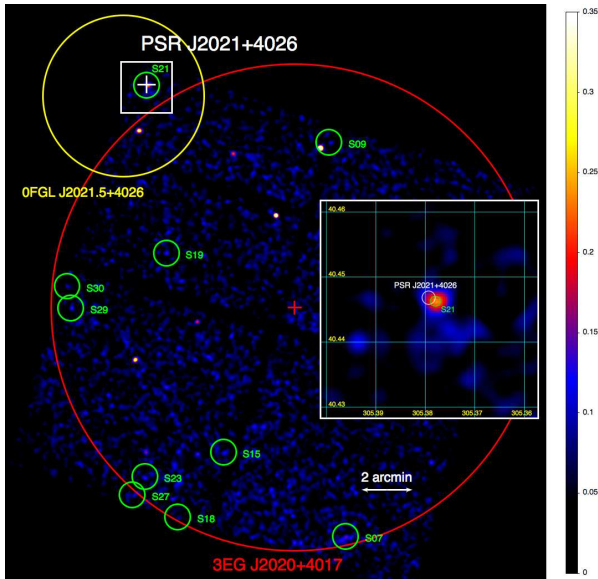 PSR J2021+4026
S21
S09
0FGL J2021.5+4026
S19
S30
S29
40.46
40.45
PSR J2021+4026
S21
40.44
40.43
305.39
305.38
305.37
305.36
S15
S23
2 arcmin
S27
S18
S07
3EG J2020+4017
0.35
0.3
0.25
0.2
0.15
0.1
0.05
0